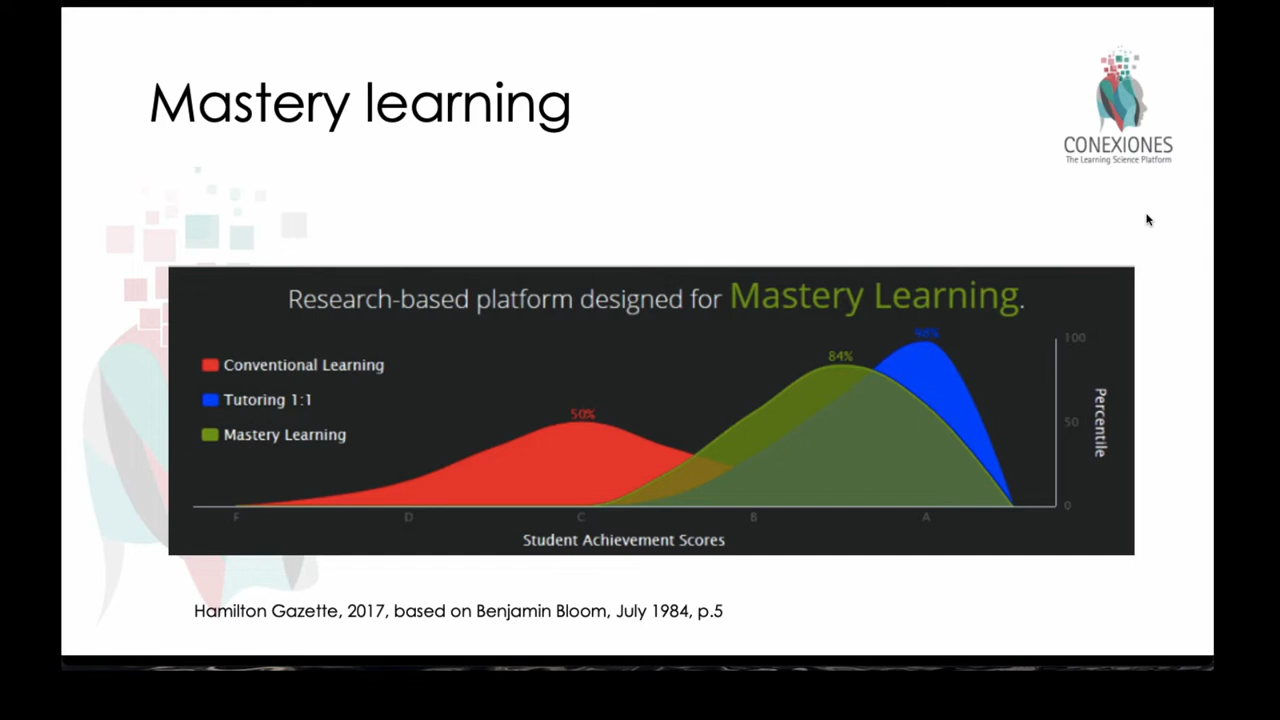 Mastery learning
CONEXIONES
The Learning Science Platform
Research-based platform designed for Mastery Learning.
Conventional Learning
Tutoring 1:1
Mastery Learning
50%
84%
98%
100
50
0
Percentile
F D C B A
Student Achievement Scores
Hamilton Gazette, 2017, based on Benjamin Bloom, July 1984, p.5